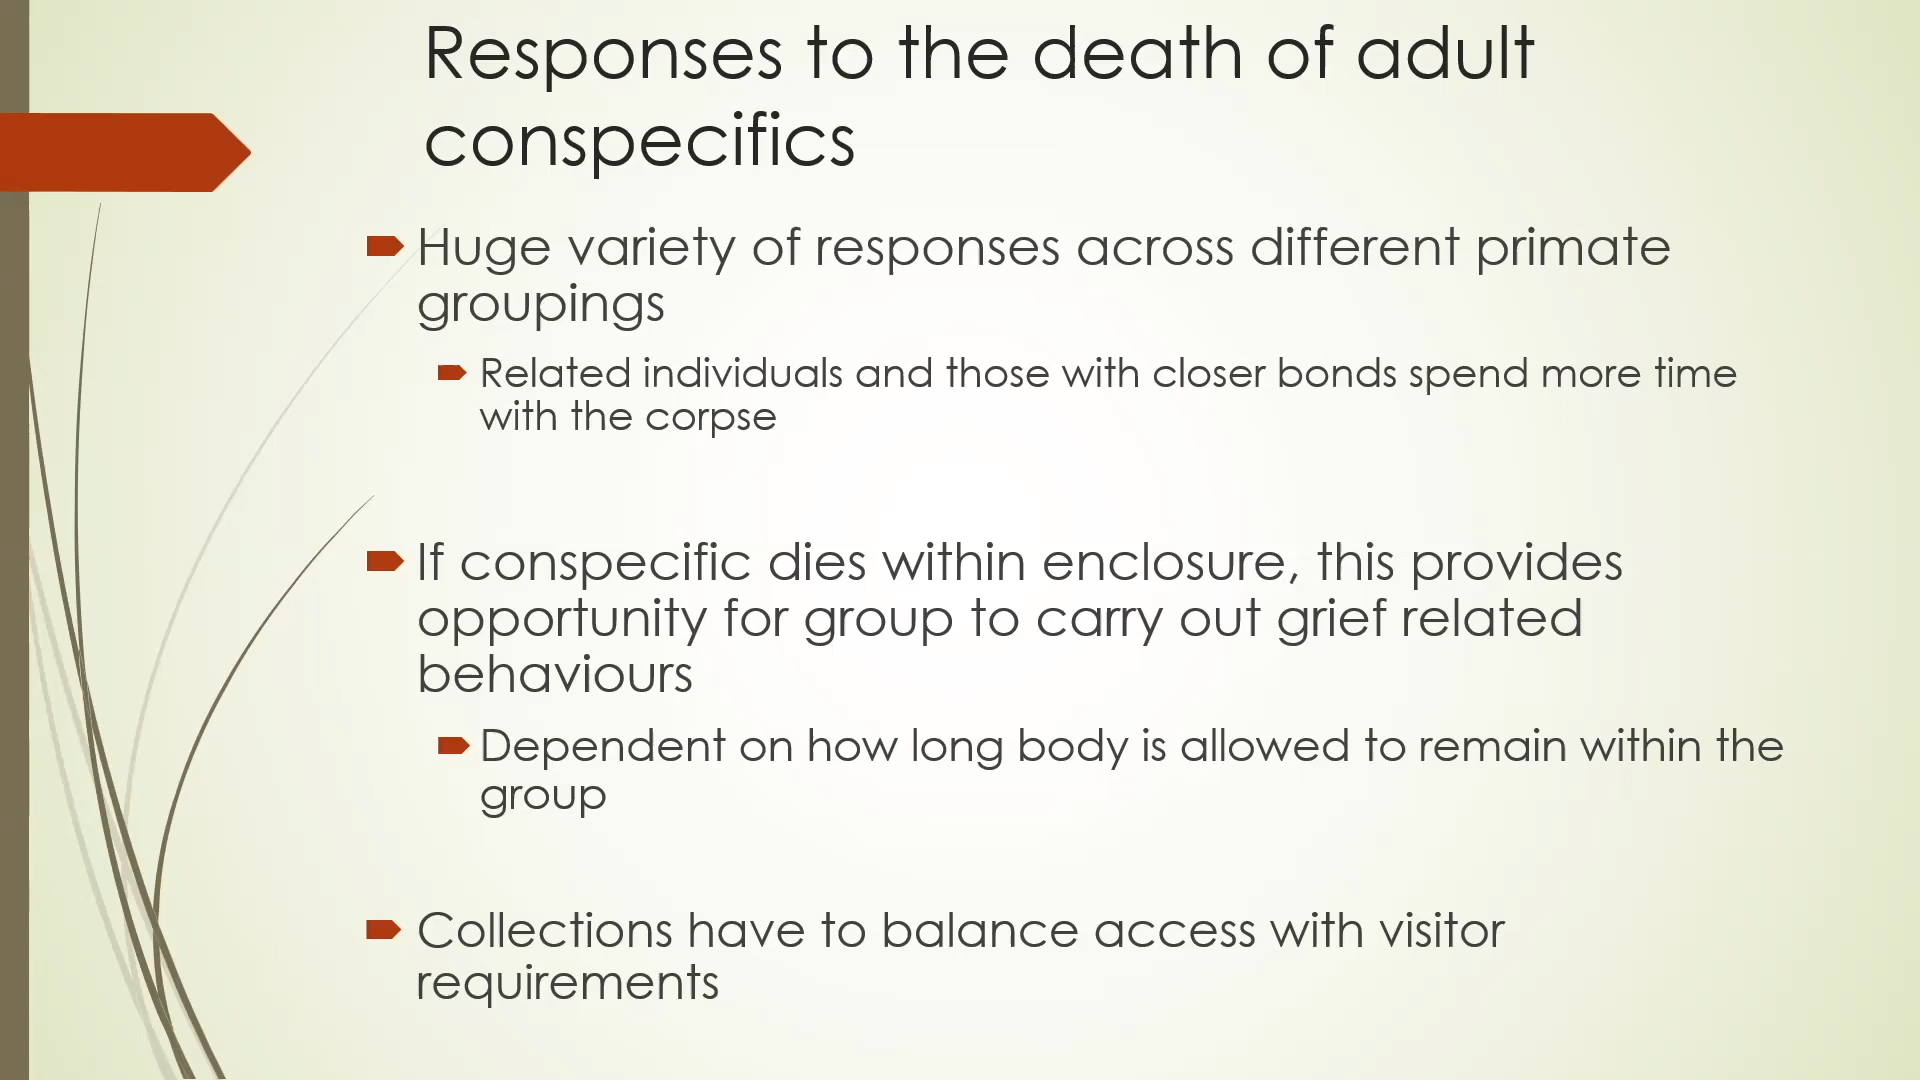 Responses to the death of adult
conspecifics
Huge variety of responses across different primate
groupings
Related individuals and those with closer bonds spend more time
with the corpse
If conspecific dies within enclosure, this provides
opportunity for group to carry out grief related
behaviours
Dependent on how long body is allowed to remain within the
group
Collections have to balance access with visitor
requirements